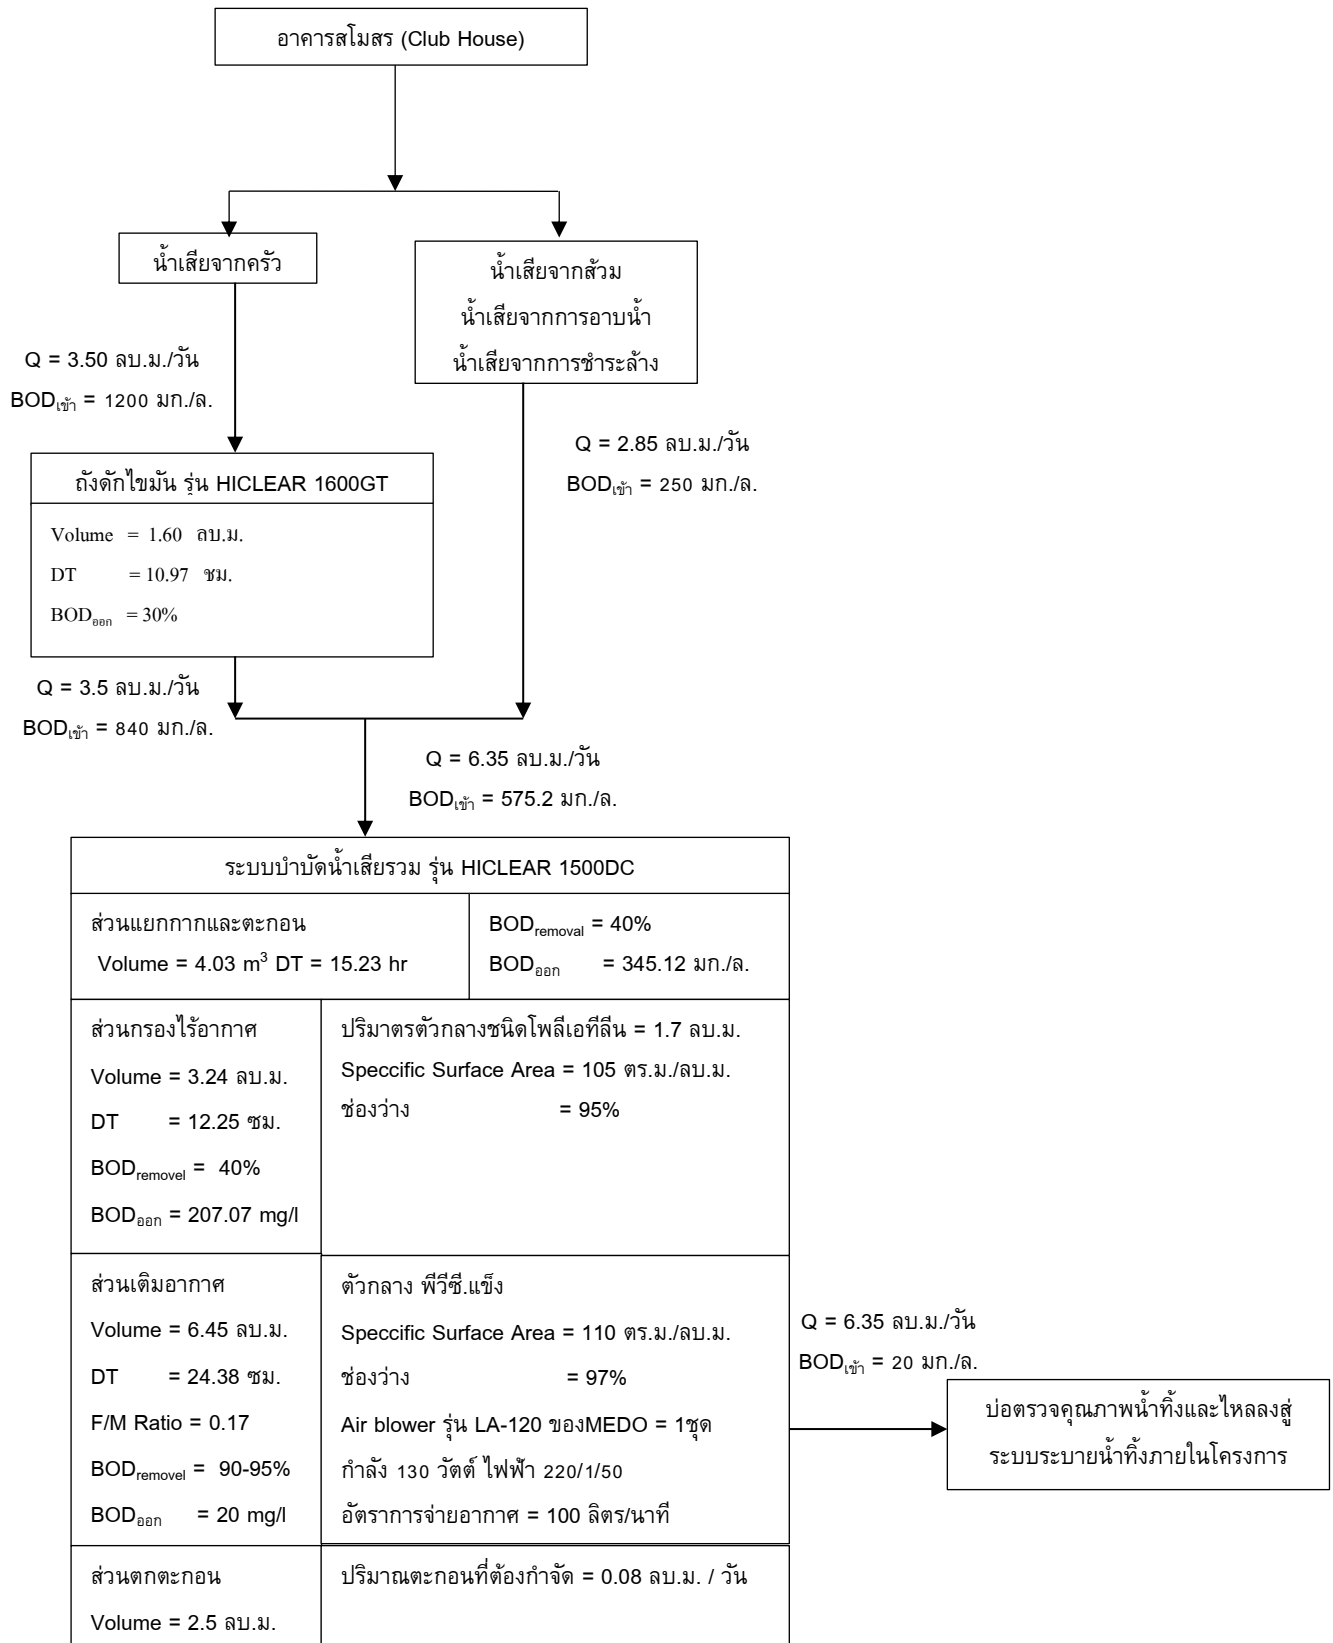 อาคารสโมสร (Club House)
น้ำเสียจากครัว
น้ำเสียจากส้วม
น้ำเสียจากการอาบน้ำ
น้ำเสียจากการชำระล้าง
Q = 3.50 ลบ.ม./วัน
BODเข้า = 1200 มก./ล.
Q = 2.85 ลบ.ม./วัน
BODเข้า = 250 มก./ล.
ถังดักไขมัน รุ่น HICLEAR 1600GT
Volume = 1.60 ลบ.ม.
DT = 10.97 ชม.
BODออก = 30%
Q = 3.5 ลบ.ม./วัน
BODเข้า = 840 มก./ล.
Q = 6.35 ลบ.ม./วัน
BODเข้า = 575.2 มก./ล.
ระบบบำบัดน้ำเสียรวม รุ่น HICLEAR 1500DC
ส่วนแยกกากและตะกอน
Volume = 4.03 m³ DT = 15.23 hr
BODremoval = 40%
BODออก = 345.12 มก./ล.
ส่วนกรองไร้อากาศ
Volume = 3.24 ลบ.ม.
DT = 12.25 ซม.
BODremovel = 40%
BODออก = 207.07 mg/l
ปริมาตรตัวกลางชนิดโพลีเอทีลีน = 1.7 ลบ.ม.
Speccific Surface Area = 105 ตร.ม./ลบ.ม.
ช่องว่าง = 95%
ส่วนเติมอากาศ
Volume = 6.45 ลบ.ม.
DT = 24.38 ซม.
F/M Ratio = 0.17
BODremovel = 90-95%
BODออก = 20 mg/l
ตัวกลาง พีวีซี.แข็ง
Speccific Surface Area = 110 ตร.ม./ลบ.ม.
ช่องว่าง = 97%
Air blower รุ่น LA-120 ของMEDO = 1ชุด
กำลัง 130 วัตต์ ไฟฟ้า 220/1/50
อัตราการจ่ายอากาศ = 100 ลิตร/นาที
Q = 6.35 ลบ.ม./วัน
BODเข้า = 20 มก./ล.
บ่อตรวจคุณภาพน้ำทิ้งและไหลลงสู่
ระบบระบายน้ำทิ้งภายในโครงการ
ส่วนตกตะกอน
Volume = 2.5 ลบ.ม.
ปริมาณตะกอนที่ต้องกำจัด = 0.08 ลบ.ม. / วัน